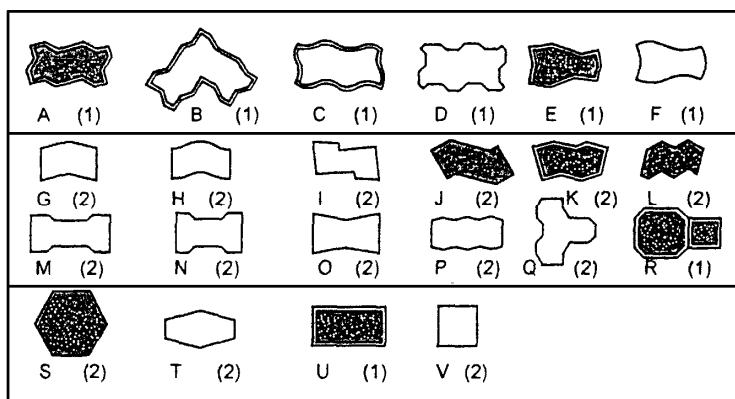 A (1) B (1) C (1) D (1) E (1) F (1)
G (2) H (2) I (2) J (2) K (2) L (2)
M (2) N (2) O (2) P (2) Q (2) R (1)
S (2) T (2) U (1) V (2)